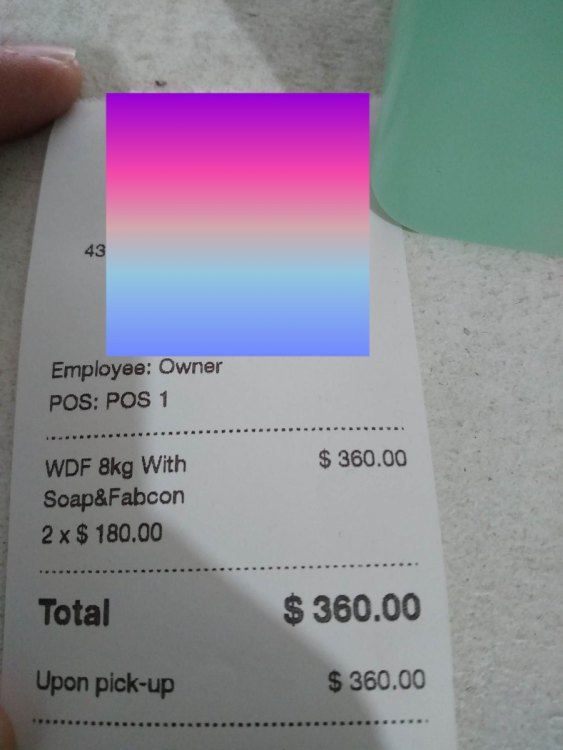 43
Employee: Owner
POS: POS 1
WDF 8kg With $ 360.00
Soap&Fabcon
2 x $ 180.00
Total $ 360.00
Upon pick-up $ 360.00